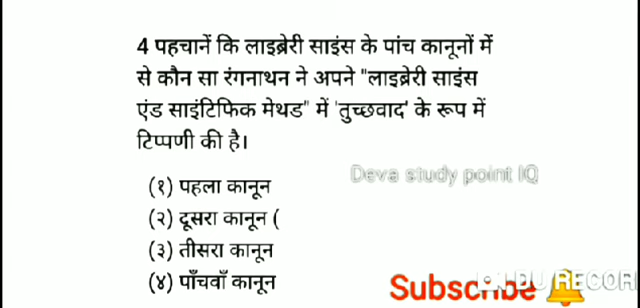 4 पहचानें कि लाइब्रेरी साइंस के पांच कानूनों में
से कौन सा रंगनाथन ने अपने "लाइब्रेरी साइंस
एंड साइंटिफिक मेथड" में 'तुच्छवाद' के रूप में
टिप्पणी की है।
Deva study point IQ
(१) पहला कानून
(२) दूसरा कानून (
(३) तीसरा कानून
(४) पाँचवाँ कानून
Subscribe